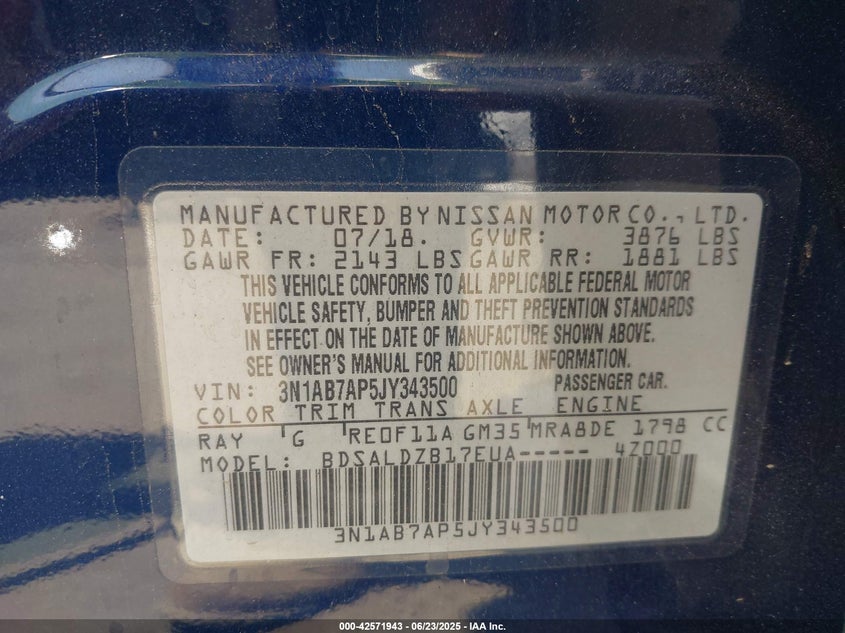 MANUFACTURED BY NISSAN MOTOR CO., LTD.
DATE: 07/18. GVWR: 3876 LBS
GAWR FR: 2143 LBS GAWR RR: 1881 LBS
THIS VEHICLE CONFORMS TO ALL APPLICABLE FEDERAL MOTOR
VEHICLE SAFETY, BUMPER AND THEFT PREVENTION STANDARDS
IN EFFECT ON THE DATE OF MANUFACTURE SHOWN ABOVE.
SEE OWNER'S MANUAL FOR ADDITIONAL INFORMATION.
VIN: 3N1AB7AP5JY343500 PASSENGER CAR.
COLOR TRIM TRANS AXLE ENGINE
RAY G RE0F11A GM35 MRA8DE 1798 CC
MODEL: BDSALDZB17EUA----- 4Z000
3N1AB7AP5JY343500
000-42571943 - 06/23/2025 - IAA Inc.